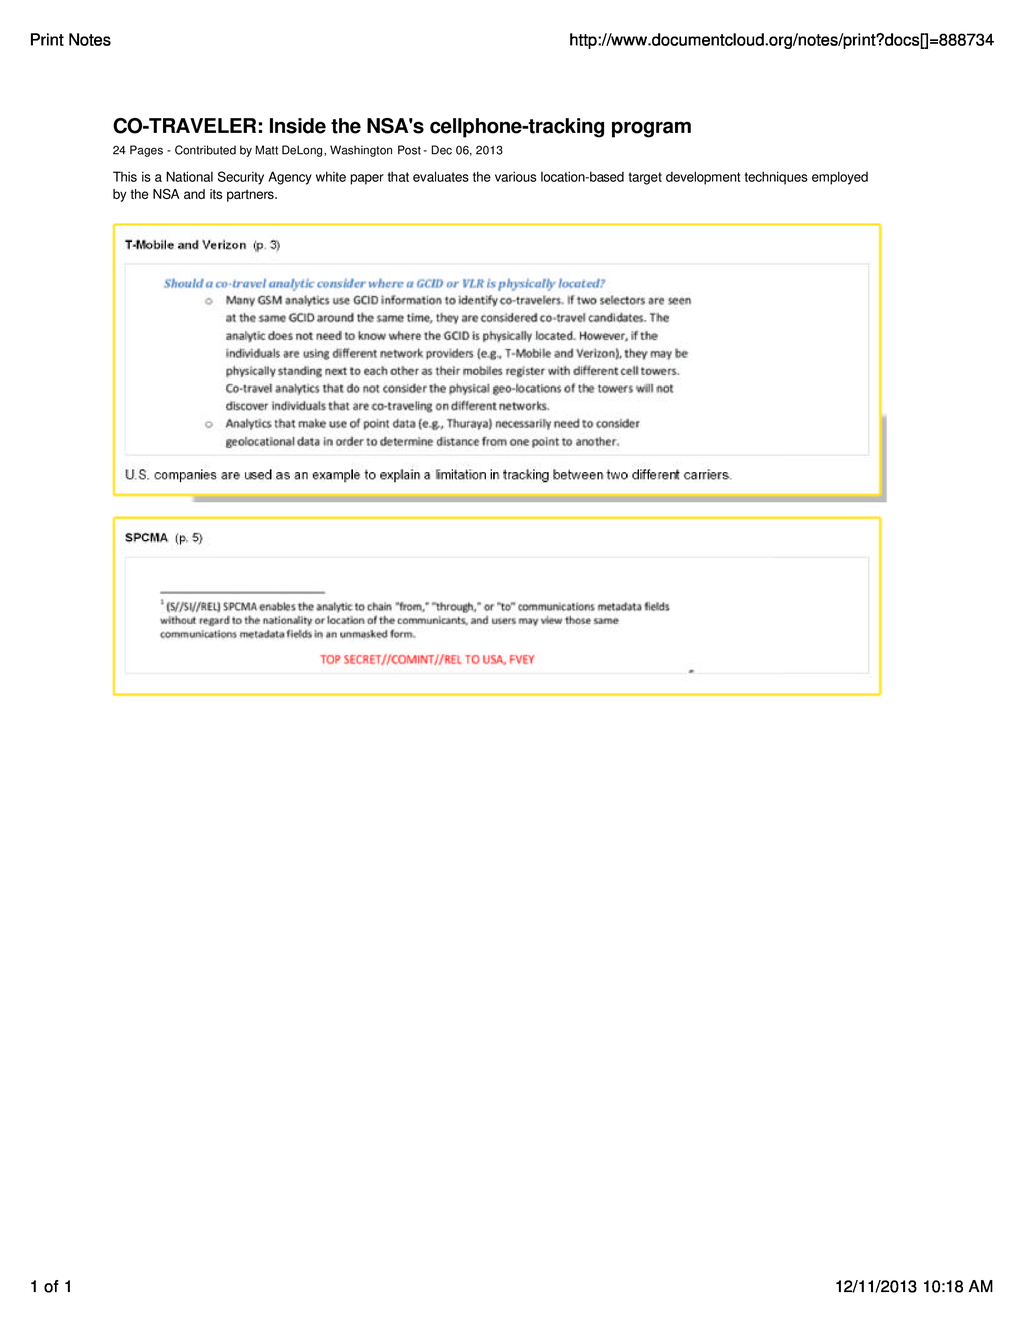 Print Notes
http://www.documentcloud.org/notes/print?docs[]=888734
CO-TRAVELER: Inside the NSA's cellphone-tracking program
24 Pages - Contributed by Matt DeLong, Washington Post - Dec 06, 2013
This is a National Security Agency white paper that evaluates the various location-based target development techniques employed
by the NSA and its partners.
T-Mobile and Verizon (p. 3)
Should a co-travel analytic consider where a GCID or VLR is physically located?
o Many GSM analytics use GCID information to identify co-travelers. If two selectors are seen
at the same GCID around the same time, they are considered co-travel candidates. The
analytic does not need to know where the GCID is physically located. However, if the
individuals are using different network providers (e.g., T-Mobile and Verizon), they may be
physically standing next to each other as their mobiles register with different cell towers.
Co-travel analytics that do not consider the physical geo-locations of the towers will not
discover individuals that are co-traveling on different networks.
o Analytics that make use of point data (e.g., Thuraya) necessarily need to consider
geolocational data in order to determine distance from one point to another.
U.S. companies are used as an example to explain a limitation in tracking between two different carriers.
SPCMA (p. 5)
1 (S//SI//REL) SPCMA enables the analytic to chain "from," "through," or "to" communications metadata fields
without regard to the nationality or location of the communicants, and users may view those same
communications metadata fields in an unmasked form.
TOP SECRET//COMINT//REL TO USA, FVEY
1 of 1
12/11/2013 10:18 AM